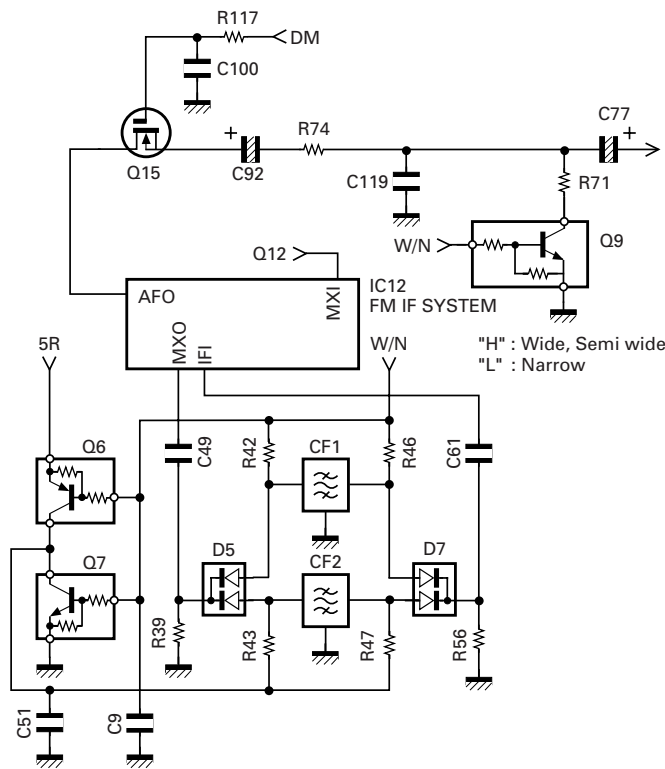 R117
DM
C100
Q15
C92
+
R74
C119
C77
+
R71
W/N
Q9
Q12
AFO
MXI
MXO
IFI
IC12
FM IF SYSTEM
"H" : Wide, Semi wide
"L" : Narrow
5R
W/N
Q6
C49
R42
CF1
R46
C61
Q7
D5
CF2
D7
R39
R43
R47
R56
C51
C9